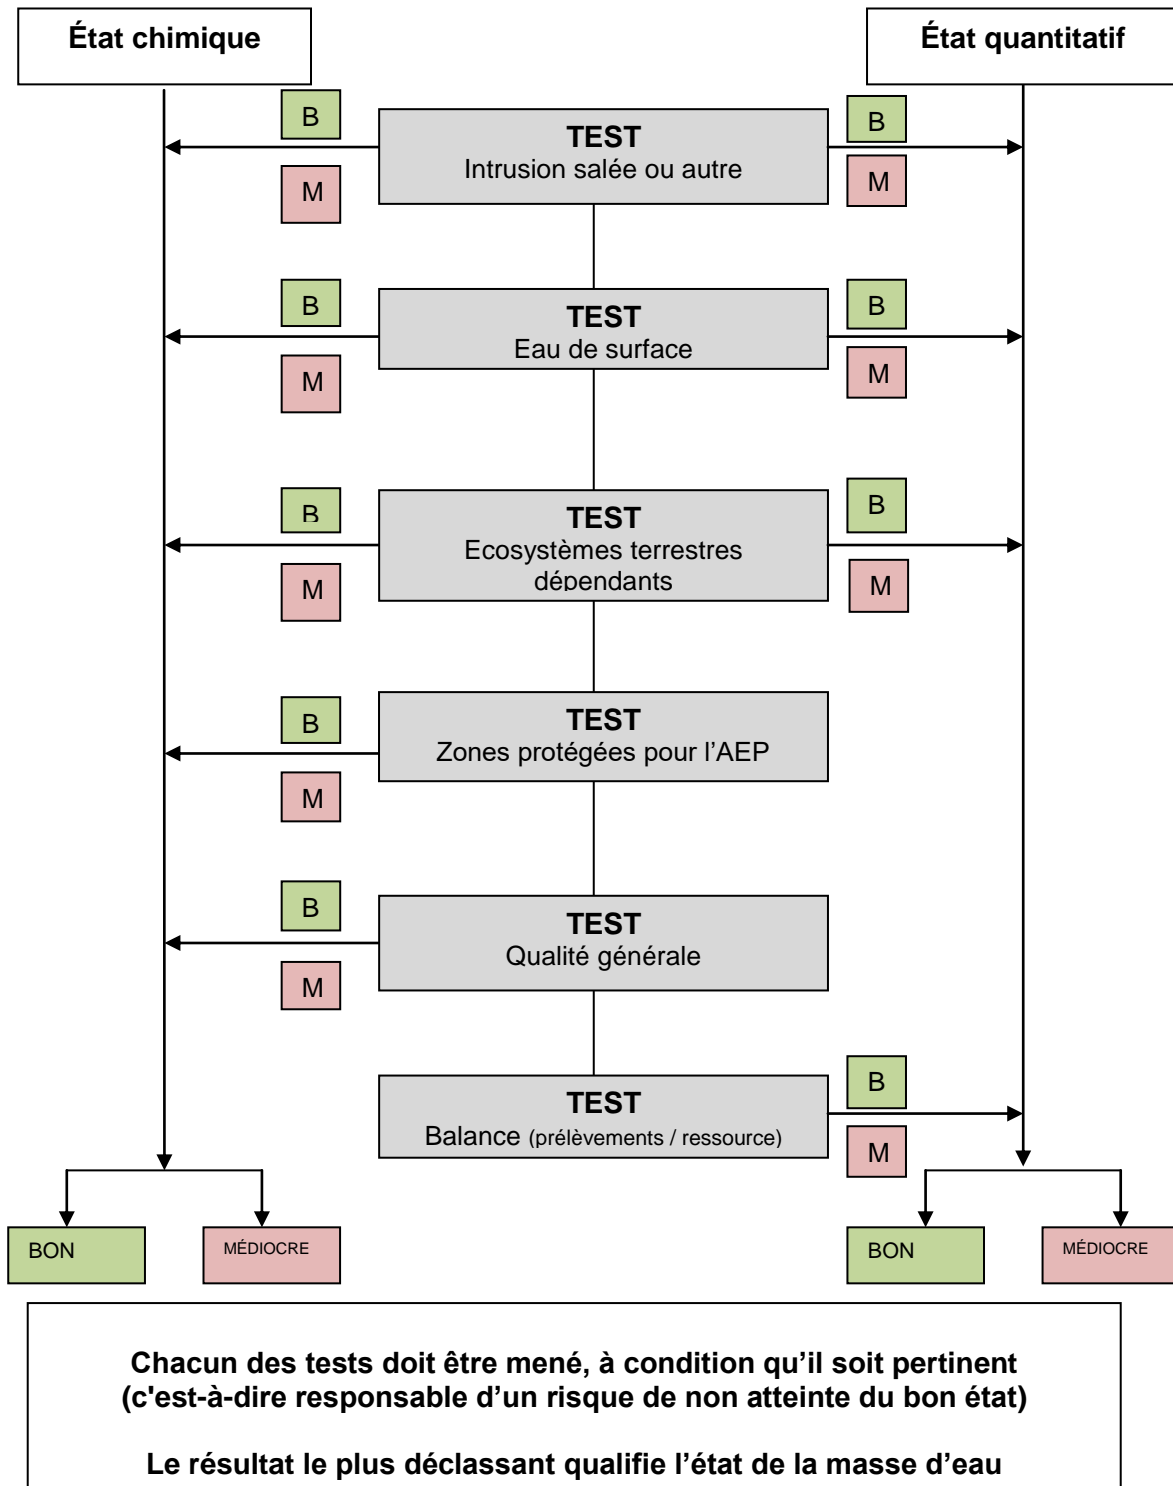 État chimique
État quantitatif
B
TEST
B
Intrusion salée ou autre
M
M
B
TEST
B
Eau de surface
M
M
B
TEST
B
Ecosystèmes terrestres
dépendants
M
M
B
TEST
Zones protégées pour l'AEP
M
B
TEST
Qualité générale
M
TEST
B
Balance (prélèvements / ressource)
M
BON
MÉDIOCRE
BON
MÉDIOCRE
Chacun des tests doit être mené, à condition qu'il soit pertinent
(c'est-à-dire responsable d'un risque de non atteinte du bon état)
Le résultat le plus déclassant qualifie l'état de la masse d'eau